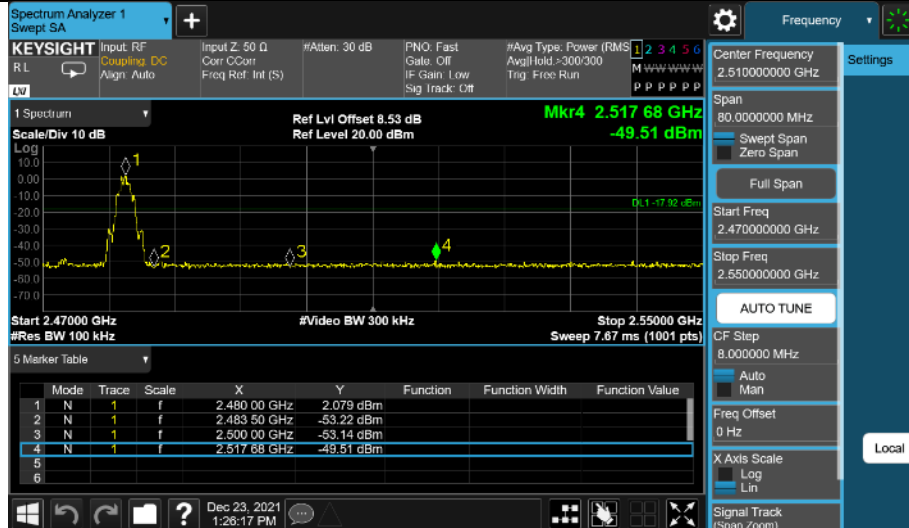 Spectrum Analyzer 1
Swept SA
+
Frequency
KEYSIGHT
R L
LXI
Input: RF
Coupling: DC
Align: Auto
Input Z: 50 Ω
Corr CCorr
Freq Ref: Int (S)
#Atten: 30 dB
PNO: Fast
Gate: Off
IF Gain: Low
Sig Track: Off
#Avg Type: Power (RMS
Avg|Hold:>300/300
Trig: Free Run
1 2 3 4 5 6
M W W W W W
P P P P P P
1 Spectrum
Scale/Div 10 dB
Log
Ref Lvl Offset 8.53 dB
Ref Level 20.00 dBm
Mkr4 2.517 68 GHz
-49.51 dBm
10.0
0.00
-10.0
-20.0
-30.0
-40.0
-50.0
-60.0
-70.0
1
2
3
4
DL1 -17.92 dBm
Start 2.47000 GHz
#Res BW 100 kHz
#Video BW 300 kHz
Stop 2.55000 GHz
Sweep 7.67 ms (1001 pts)
5 Marker Table
Mode Trace Scale X Y Function Function Width Function Value
1 N 1 f 2.480 00 GHz 2.079 dBm
2 N 1 f 2.483 50 GHz -53.22 dBm
3 N 1 f 2.500 00 GHz -53.14 dBm
4 N 1 f 2.517 68 GHz -49.51 dBm
5
6
?
Dec 23, 2021
1:26:17 PM
Center Frequency
2.510000000 GHz
Span
80.0000000 MHz
Swept Span
Zero Span
Full Span
Start Freq
2.470000000 GHz
Stop Freq
2.550000000 GHz
AUTO TUNE
CF Step
8.000000 MHz
Auto
Man
Freq Offset
0 Hz
X Axis Scale
Log
Lin
Signal Track
(Span Zoom)
Settings
Local